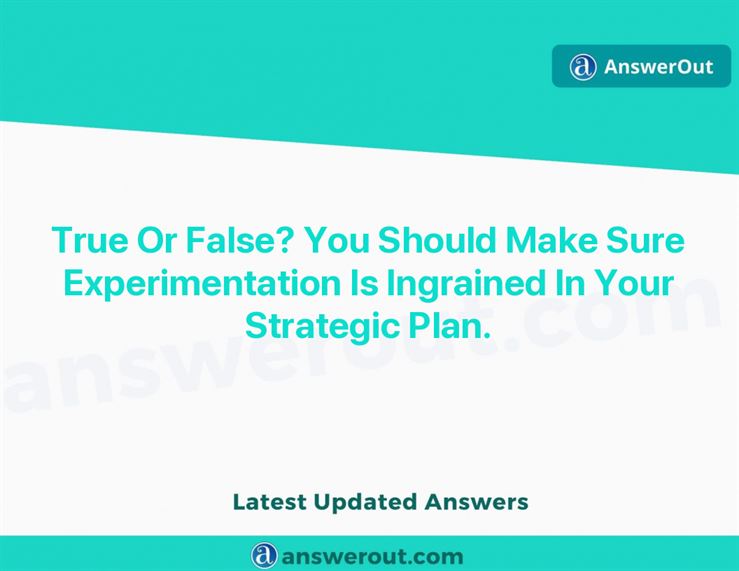 AnswerOut
True Or False? You Should Make Sure
Experimentation Is Ingrained In Your
Strategic Plan.
answerout.com
Latest Updated Answers
answerout.com